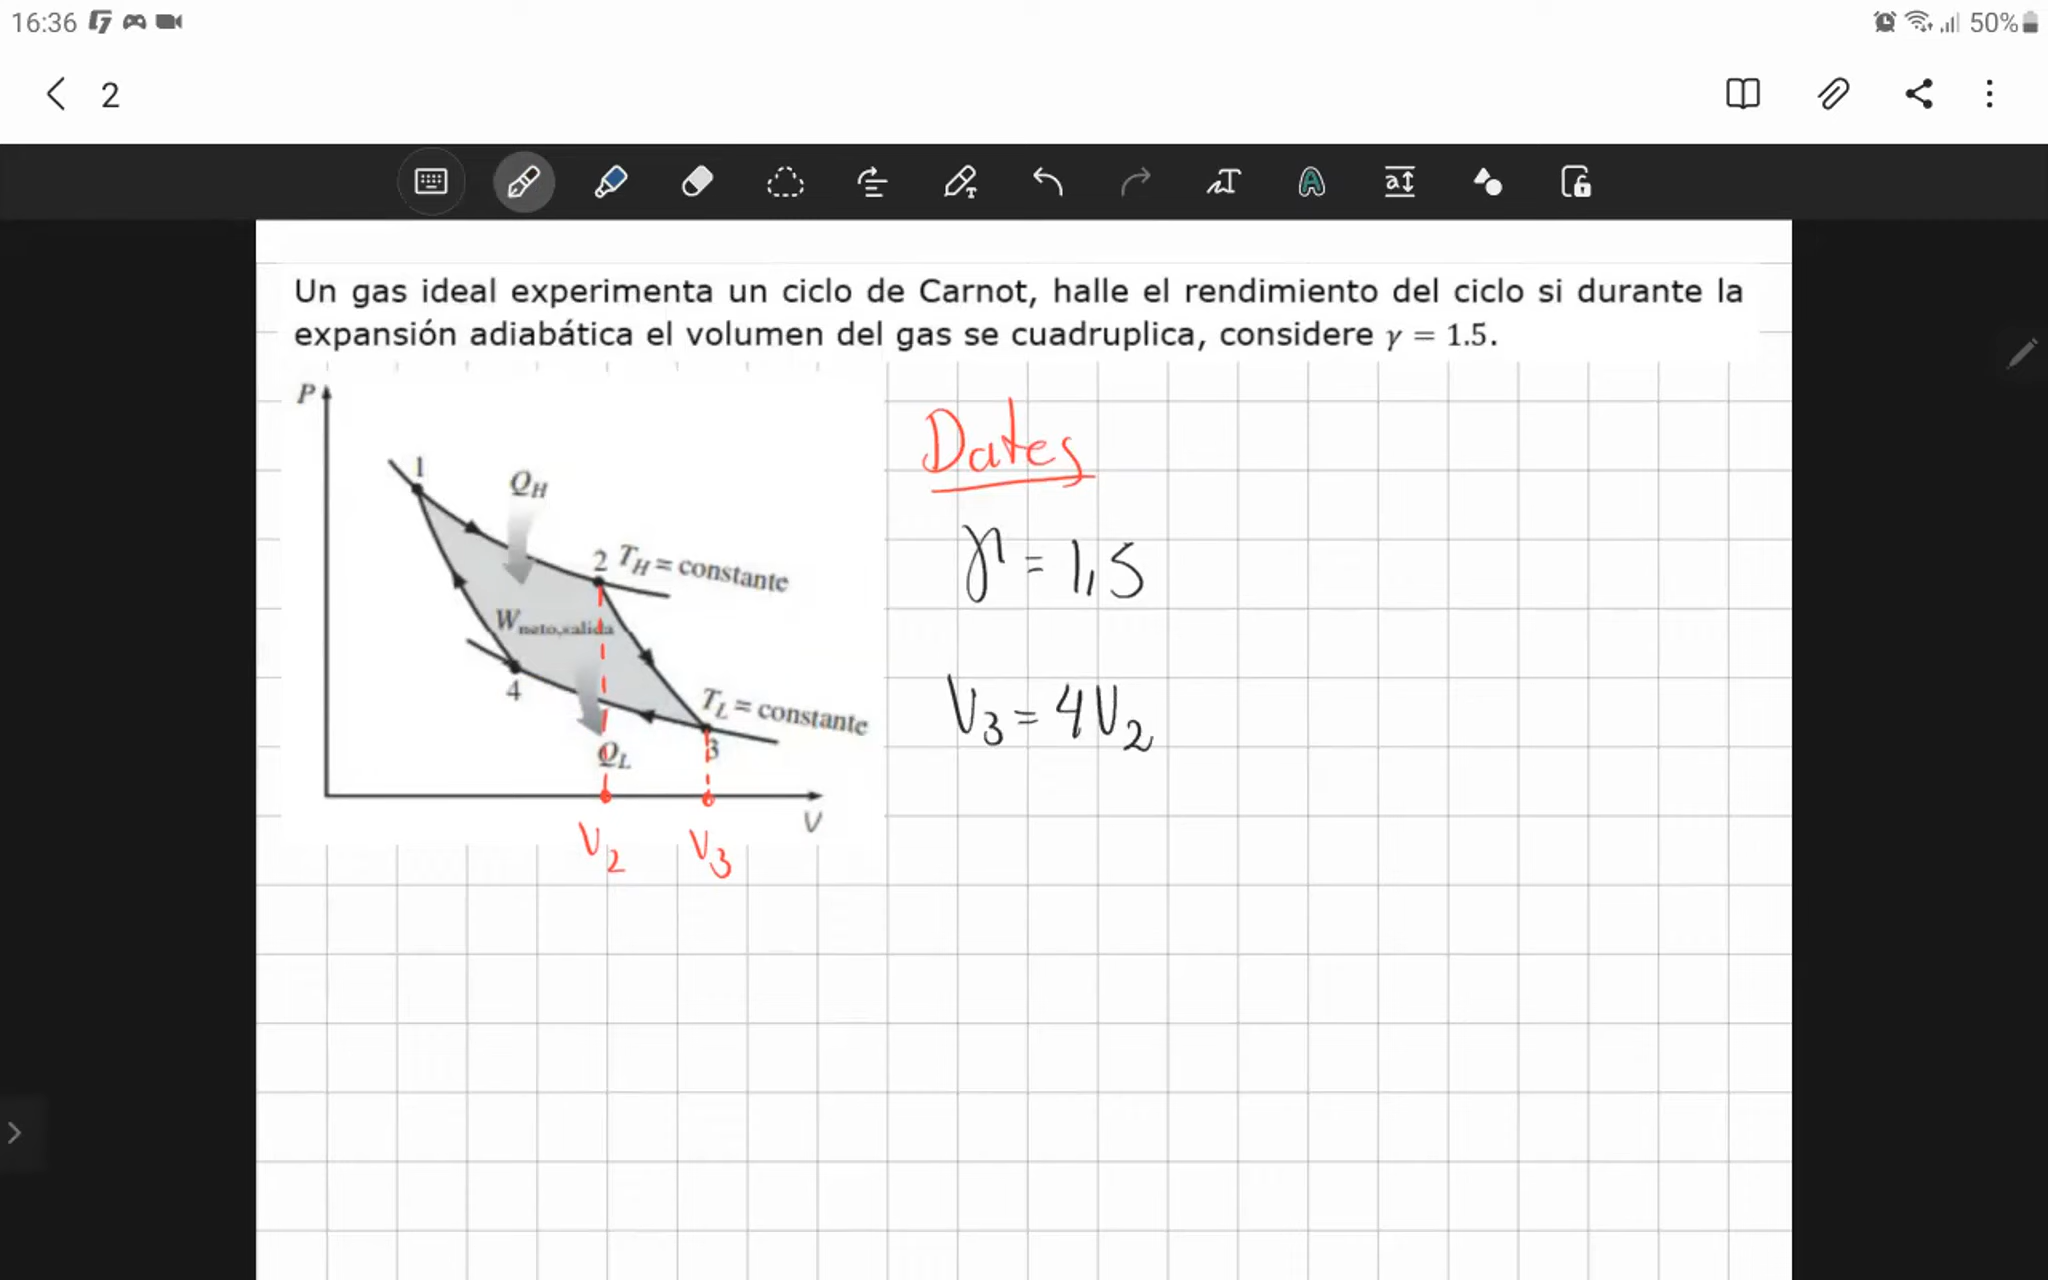 16:36
50%
2
Un gas ideal experimenta un ciclo de Carnot, halle el rendimiento del ciclo si durante la
expansión adiabática el volumen del gas se cuadruplica, considere γ = 1.5.
P
1
Q_H
2 T_H = constante
W_neto,salida
4
T_L = constante
Q_L
3
V
V_2
V_3
Dates
γ = 1,5
V_3 = 4V_2